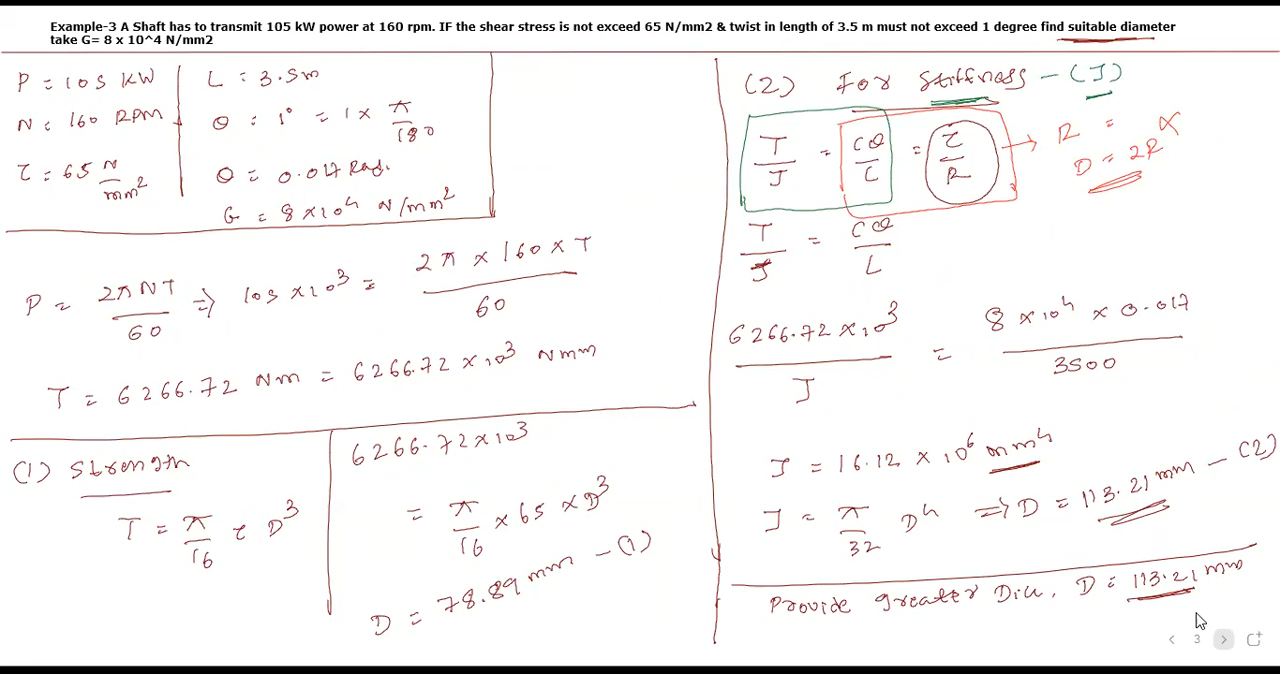 Example-3 A Shaft has to transmit 105 kW power at 160 rpm. IF the shear stress is not exceed 65 N/mm2 & twist in length of 3.5 m must not exceed 1 degree find suitable diameter
take G= 8 x 10^4 N/mm2
P = 105 KW
N = 160 RPM
τ = 65 N/mm²
L = 3.5m
θ = 1° = 1 × π/180
θ = 0.017 Rad.
G = 8 × 10⁴ N/mm²
P = 2πNT/60 ⇒ 105 × 10³ = 2π × 160 × T/60
T = 6266.72 Nm = 6266.72 × 10³ Nmm
(1) Strength
T = π/16 τ D³
6266.72 × 10³
= π/16 × 65 × D³
D = 78.89 mm – (1)
(2) For Stiffness – (J)
T/J = Cθ/L = τ/R → R = ∝
D = 2R
T/J = Cθ/L
6266.72 × 10³/J = 8 × 10⁴ × 0.017/3500
J = 16.12 × 10⁶ mm⁴
J = π/32 D⁴ ⇒ D = 113.21 mm – (2)
Provide greater Dia. D = 113.21 mm
3